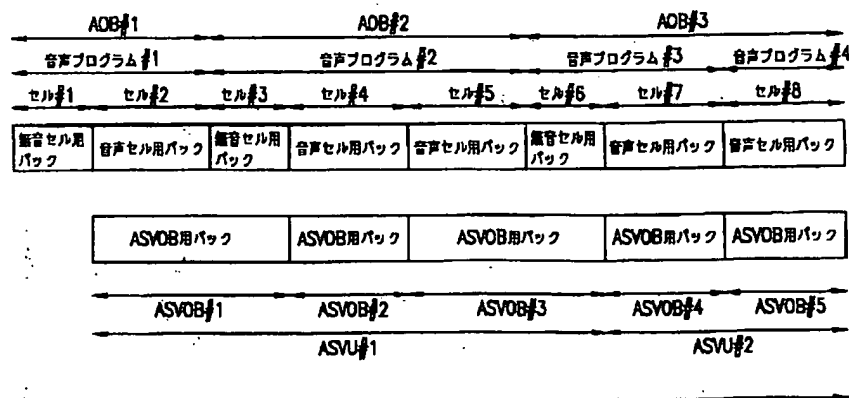 AOB#1 AOB#2 AOB#3
音声プログラム#1 音声プログラム#2 音声プログラム#3 音声プログラム#4
セル#1 セル#2 セル#3 セル#4 セル#5 セル#6 セル#7 セル#8
無音セル用パック 音声セル用パック 無音セル用パック 音声セル用パック 音声セル用パック 無音セル用パック 音声セル用パック 音声セル用パック
ASVOB用パック ASVOB用パック ASVOB用パック ASVOB用パック ASVOB用パック
ASVOB#1 ASVOB#2 ASVOB#3 ASVOB#4 ASVOB#5
ASVU#1 ASVU#2